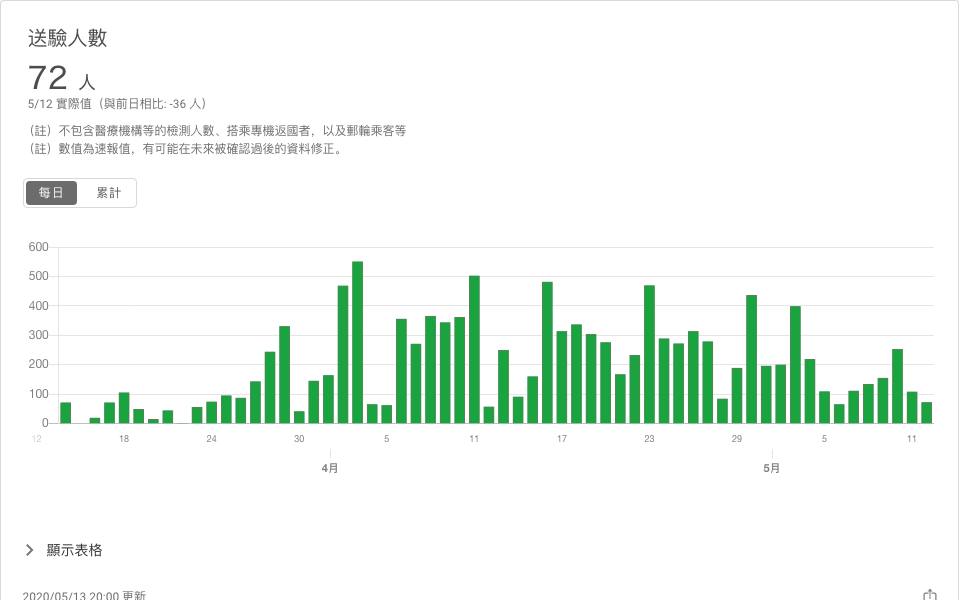 送驗人數
72 人
5/12 實際值（與前日相比: -36 人）
（註）不包含醫療機構等的檢測人數、搭乘專機返國者，以及郵輪乘客等
（註）數值為速報值，有可能在未來被確認過後的資料修正。
每日 累計
600
500
400
300
200
100
0
12 18 24 30 5 11 17 23 29 5 11
4月 5月
顯示表格
2020/05/13 20:00 更新